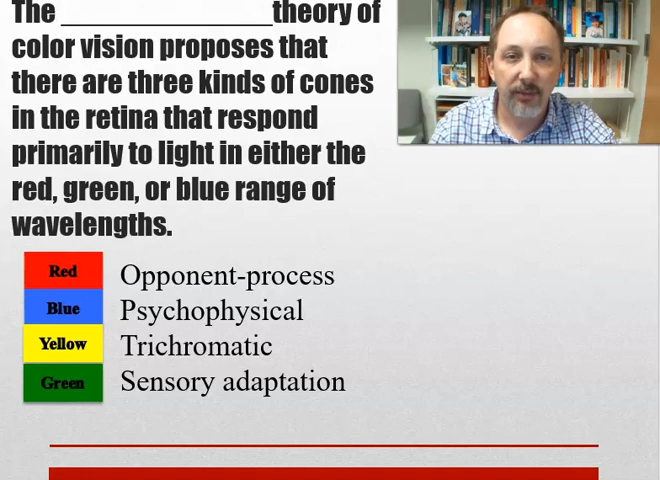 The _________________theory of
color vision proposes that
there are three kinds of cones
in the retina that respond
primarily to light in either the
red, green, or blue range of
wavelengths.
Red Opponent-process
Blue Psychophysical
Yellow Trichromatic
Green Sensory adaptation